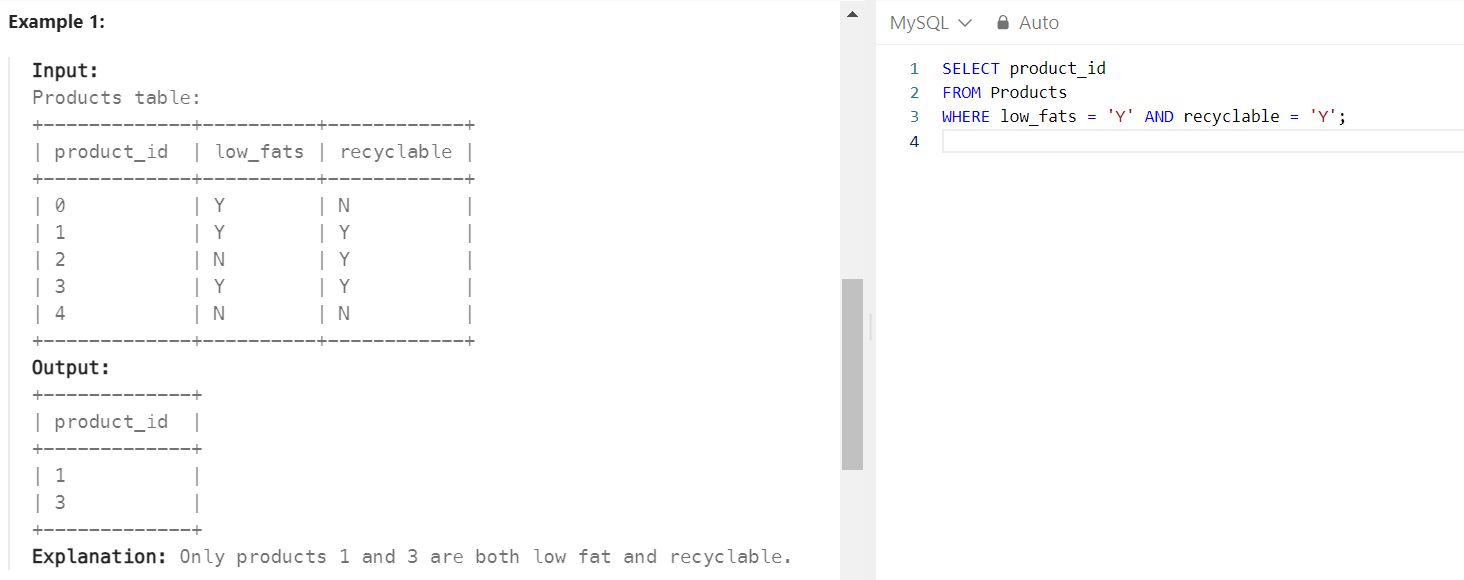 Example 1:
Input:
Products table:
+-------------+----------+------------+
| product_id  | low_fats | recyclable |
+-------------+----------+------------+
| 0           | Y        | N          |
| 1           | Y        | Y          |
| 2           | N        | Y          |
| 3           | Y        | Y          |
| 4           | N        | N          |
+-------------+----------+------------+
Output:
+-------------+
| product_id  |
+-------------+
| 1           |
| 3           |
+-------------+
Explanation: Only products 1 and 3 are both low fat and recyclable.
MySQL Auto
1 SELECT product_id
2 FROM Products
3 WHERE low_fats = 'Y' AND recyclable = 'Y';
4